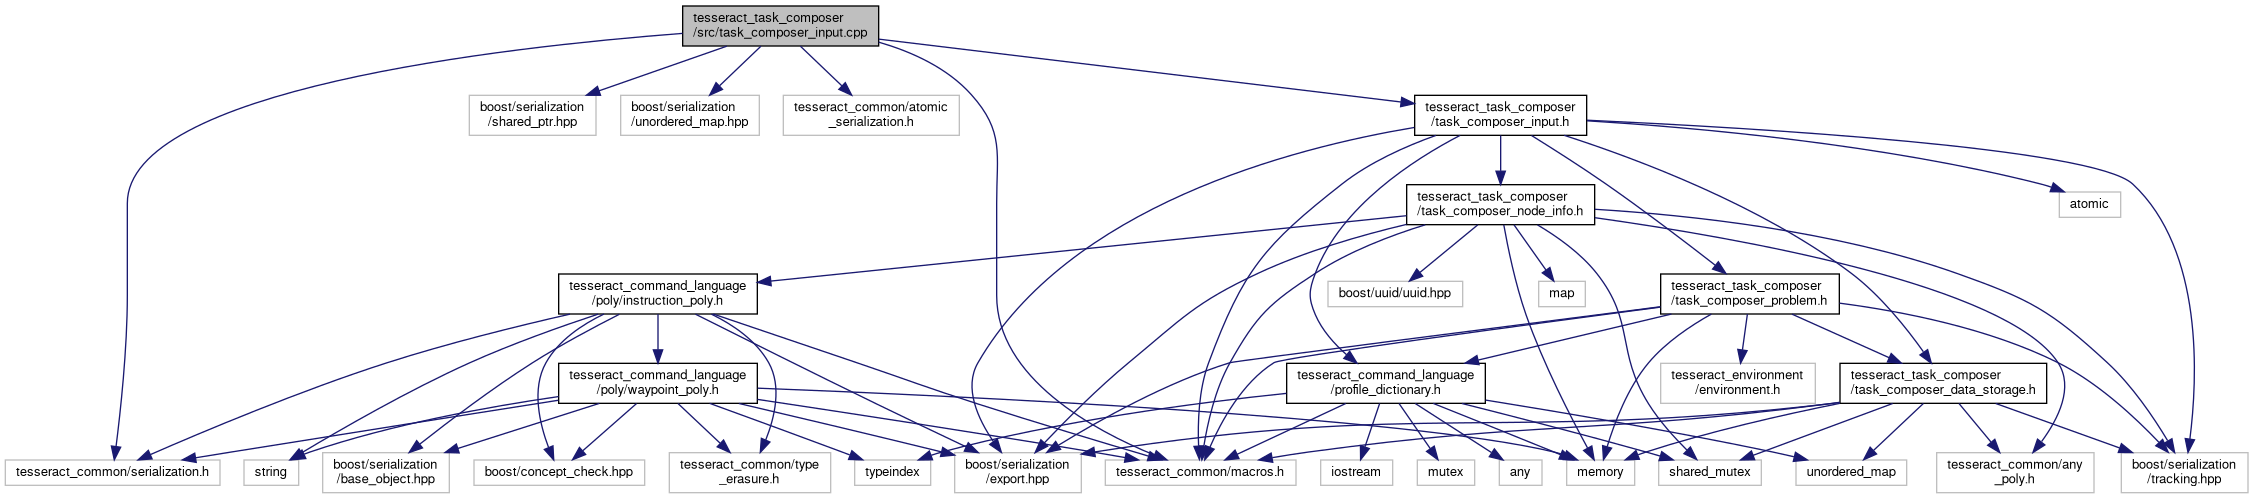 tesseract_task_composer
/src/task_composer_input.cpp
boost/serialization
/shared_ptr.hpp
boost/serialization
/unordered_map.hpp
tesseract_common/atomic
_serialization.h
tesseract_task_composer
/task_composer_input.h
tesseract_task_composer
/task_composer_node_info.h
atomic
tesseract_command_language
/poly/instruction_poly.h
boost/uuid/uuid.hpp
map
tesseract_task_composer
/task_composer_problem.h
tesseract_command_language
/poly/waypoint_poly.h
tesseract_command_language
/profile_dictionary.h
tesseract_environment
/environment.h
tesseract_task_composer
/task_composer_data_storage.h
tesseract_common/serialization.h
string
boost/serialization
/base_object.hpp
boost/concept_check.hpp
tesseract_common/type
_erasure.h
typeindex
boost/serialization
/export.hpp
tesseract_common/macros.h
iostream
mutex
any
memory
shared_mutex
unordered_map
tesseract_common/any
_poly.h
boost/serialization
/tracking.hpp